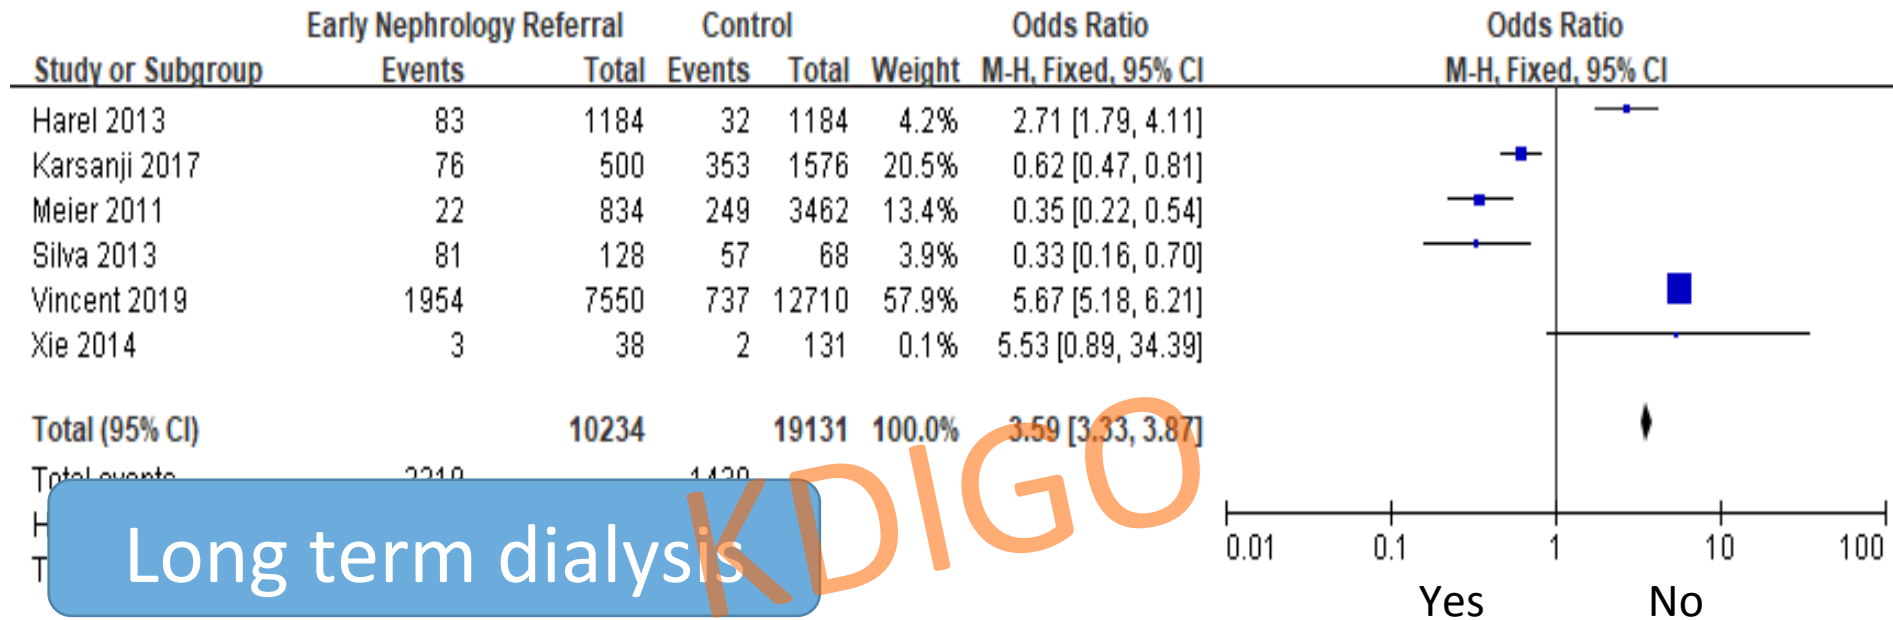 Early Nephrology Referral Control Odds Ratio Odds Ratio
Study or Subgroup Events Total Events Total Weight M-H, Fixed, 95% CI M-H, Fixed, 95% CI
Harel 2013 83 1184 32 1184 4.2% 2.71 [1.79, 4.11]
Karsanji 2017 76 500 353 1576 20.5% 0.62 [0.47, 0.81]
Meier 2011 22 834 249 3462 13.4% 0.35 [0.22, 0.54]
Silva 2013 81 128 57 68 3.9% 0.33 [0.16, 0.70]
Vincent 2019 1954 7550 737 12710 57.9% 5.67 [5.18, 6.21]
Xie 2014 3 38 2 131 0.1% 5.53 [0.89, 34.39]
Total (95% CI) 10234 19131 100.0% 3.59 [3.33, 3.87]
Total events
Long term dialysis
KDIGO
0.01 0.1 1 10 100
Yes No